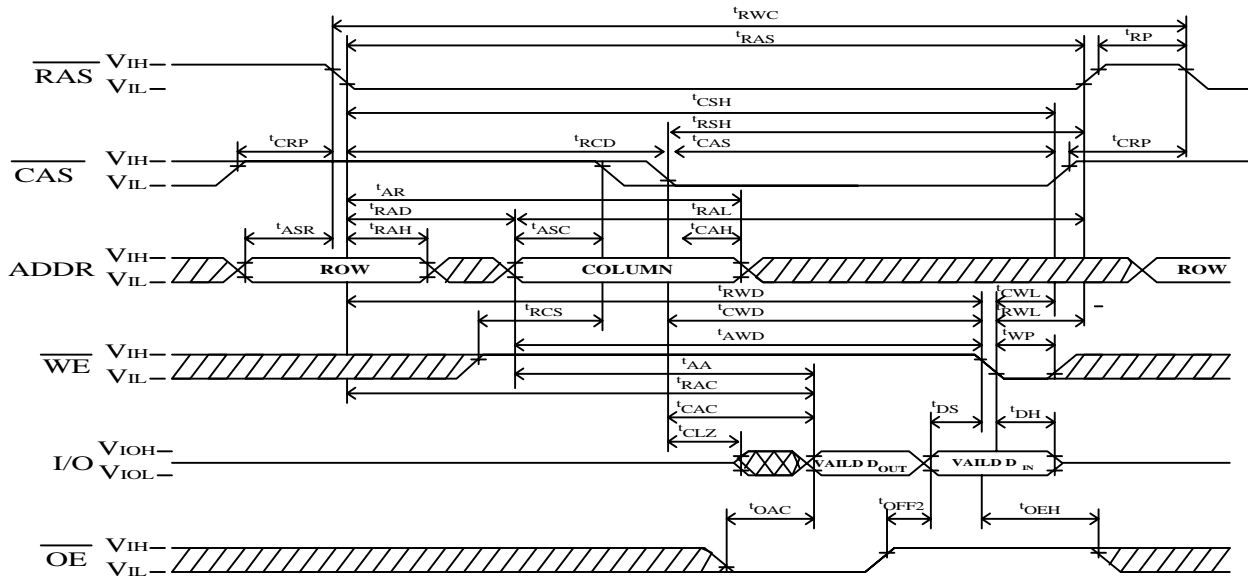 tRWC
tRAS
tRP
RAS VIH
VIL
tCSH
tRSH
tCRP tRCD tCAS tCRP
CAS VIH
VIL
tAR
tRAD tRAL
tASR tRAH tASC tCAH
ADDR VIH
VIL
ROW COLUMN ROW
tRWD tCWL
tRCS tCWD tRWL
tAWD tWP
WE VIH
VIL
tAA
tRAC
tCAC tDS tDH
tCLZ
I/O VIOH
VIOL
VAILD DOUT VAILD D IN
tOAC tOFF2 tOEH
OE VIH
VIL